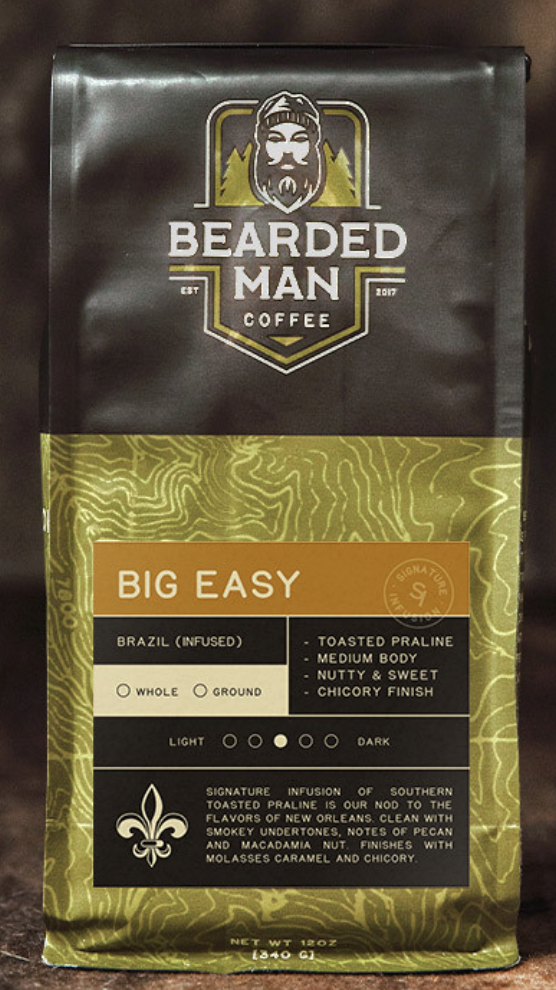 BEARDED
MAN
EST 2017
COFFEE
BIG EASY
SIGNATURE INFUSION
SI
BRAZIL (INFUSED)
○ WHOLE ○ GROUND
- TOASTED PRALINE
- MEDIUM BODY
- NUTTY & SWEET
- CHICORY FINISH
LIGHT DARK
SIGNATURE INFUSION OF SOUTHERN
TOASTED PRALINE IS OUR NOD TO THE
FLAVORS OF NEW ORLEANS. CLEAN WITH
SMOKEY UNDERTONES, NOTES OF PECAN
AND MACADAMIA NUT. FINISHES WITH
MOLASSES CARAMEL AND CHICORY.
7800
NET WT 12OZ
[340 G]